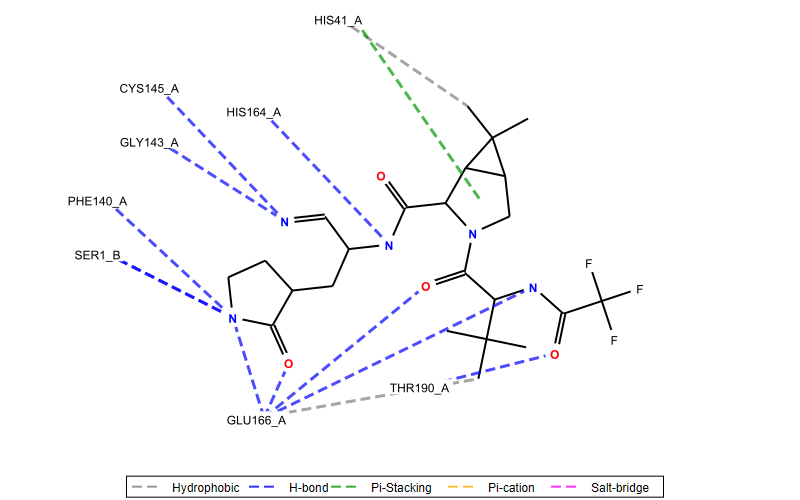 HIS41_A
CYS145_A
HIS164_A
GLY143_A
O
PHE140_A
N
N
N
SER1_B
F
O
N
F
N
F
O
O
THR190_A
GLU166_A
Hydrophobic
H-bond
Pi-Stacking
Pi-cation
Salt-bridge